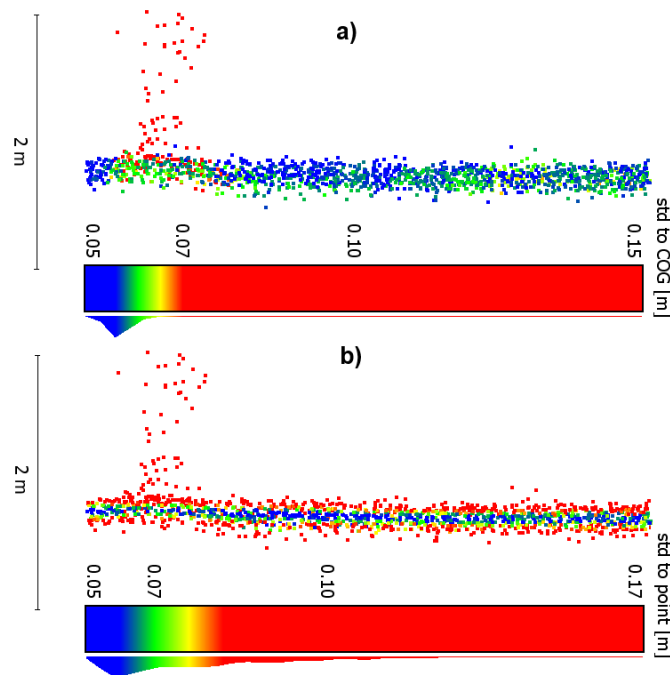 a)
2 m
0.05
0.07
0.10
0.15
std to COG [m]
b)
2 m
0.05
0.07
0.10
0.17
std to point [m]